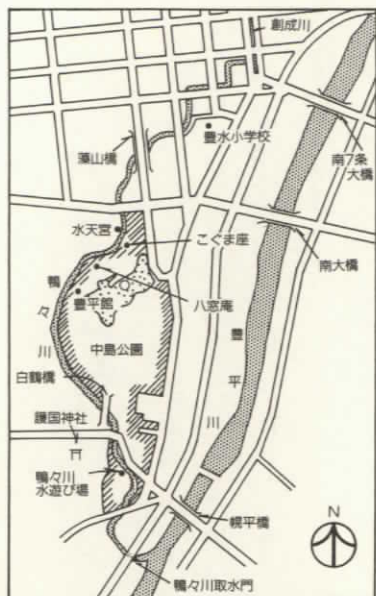 創成川
豊水小学校
藻山橋
南7条
大橋
水天宮
こぐま座
南大橋
鴨々川
豊平館
八窓庵
中島公園
豊平川
白鶴橋
護国神社
鴨々川
水遊び場
幌平橋
N
鴨々川取水門